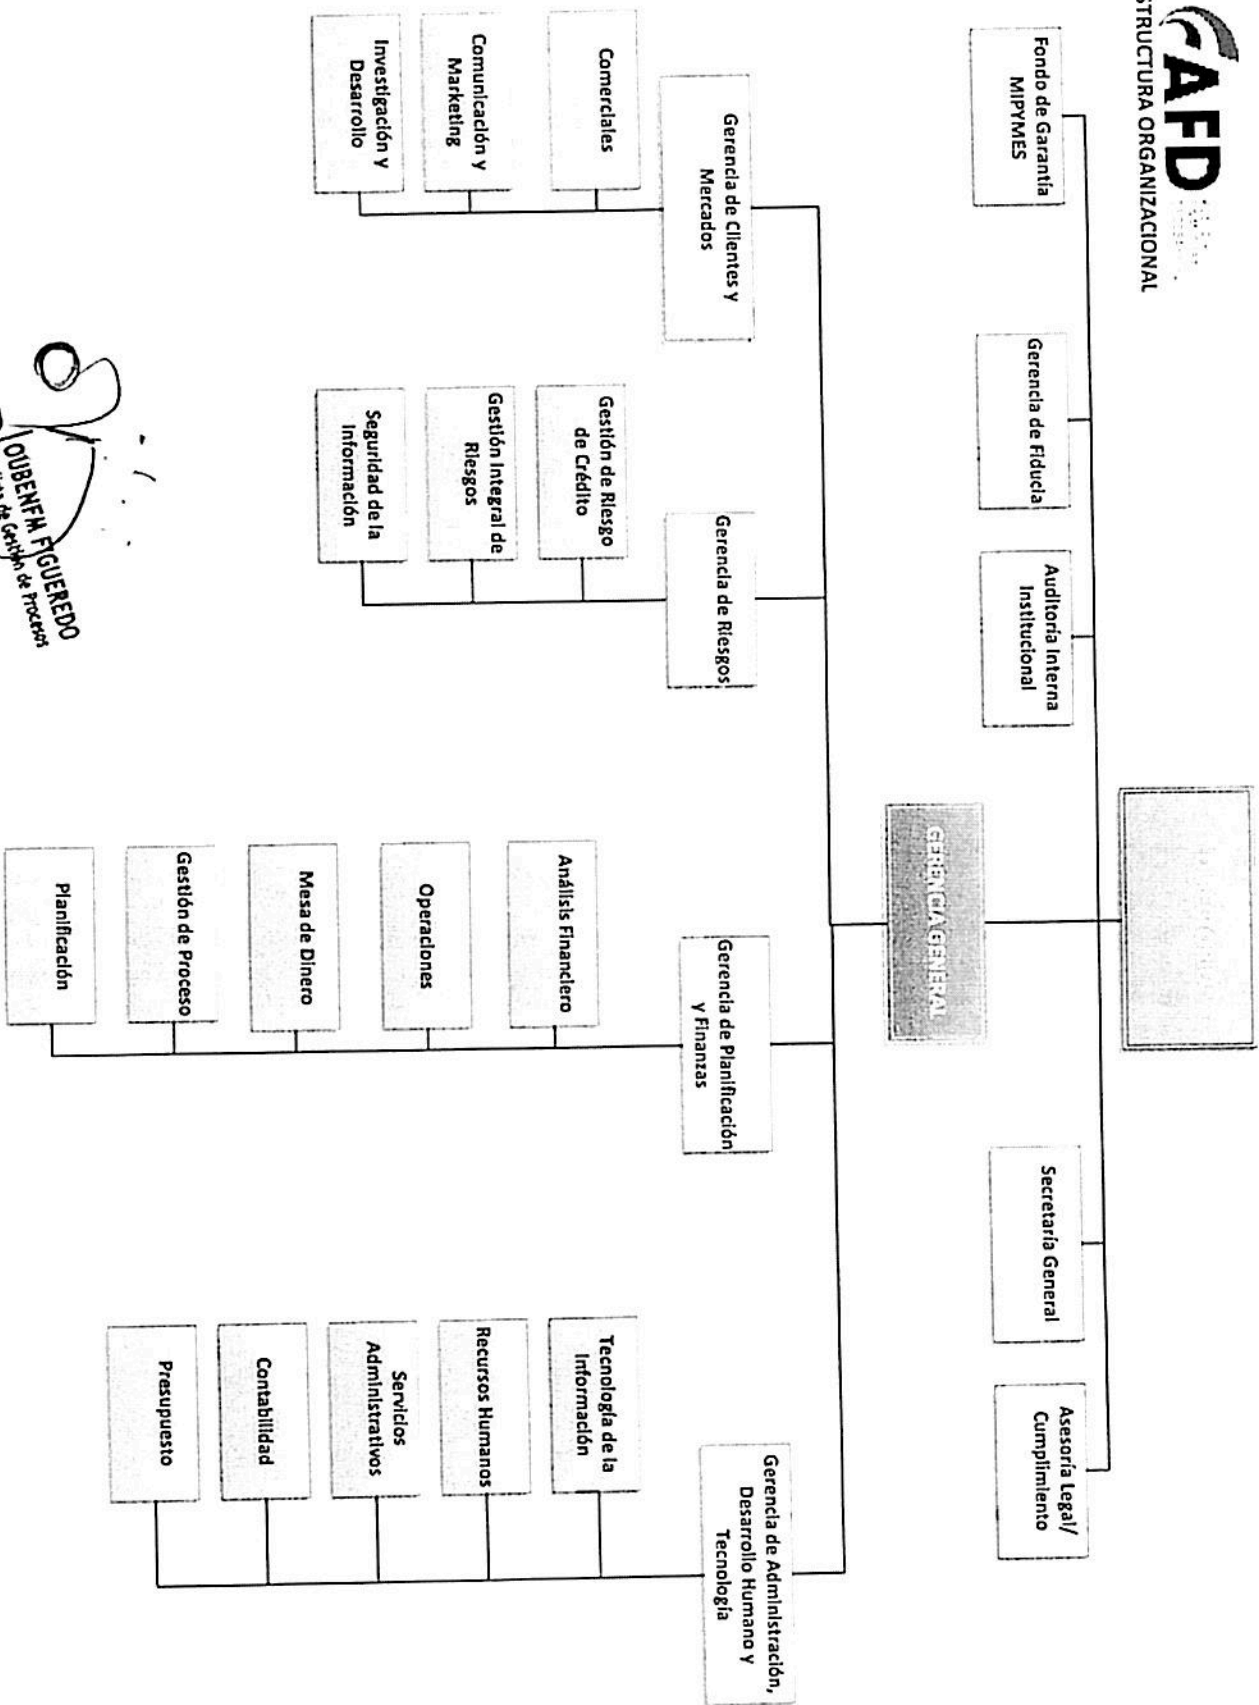 AFD
STRUCTURA ORGANIZACIONAL
Fondo de Garantía
MIPYMES
Gerencia de Fiducia
Auditoría Interna
Institucional
Secretaría General
Asesoría Legal/
Cumplimiento
GERENCIA GENERAL
Gerencia de Clientes y
Mercados
Comerciales
Comunicación y
Marketing
Investigación y
Desarrollo
Gerencia de Riesgos
Gestión de Riesgo
de Crédito
Gestión Integral de
Riesgos
Seguridad de la
Información
Gerencia de Planificación
y Finanzas
Análisis Financiero
Operaciones
Mesa de Dinero
Gestión de Proceso
Planificación
Gerencia de Administración,
Desarrollo Humano y
Tecnología
Tecnología de la
Información
Recursos Humanos
Servicios
Administrativos
Contabilidad
Presupuesto
FIGUEREDO
de Gestión de Procesos